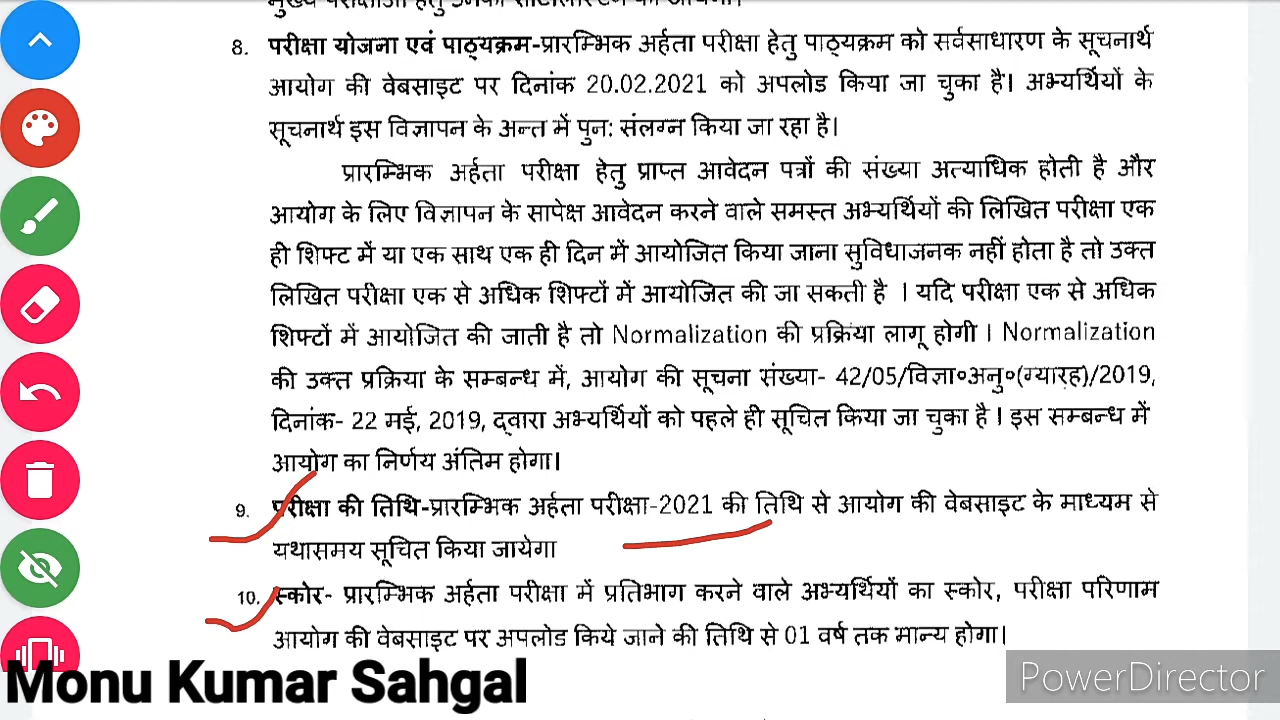 8. परीक्षा योजना एवं पाठ्यक्रम-प्रारम्भिक अर्हता परीक्षा हेतु पाठ्यक्रम को सर्वसाधारण के सूचनार्थ
आयोग की वेबसाइट पर दिनांक 20.02.2021 को अपलोड किया जा चुका है। अभ्यर्थियों के
सूचनार्थ इस विज्ञापन के अन्त में पुन: संलग्न किया जा रहा है।
प्रारम्भिक अर्हता परीक्षा हेतु प्राप्त आवेदन पत्रों की संख्या अत्याधिक होती है और
आयोग के लिए विज्ञापन के सापेक्ष आवेदन करने वाले समस्त अभ्यर्थियों की लिखित परीक्षा एक
ही शिफ्ट में या एक साथ एक ही दिन में आयोजित किया जाना सुविधाजनक नहीं होता है तो उक्त
लिखित परीक्षा एक से अधिक शिफ्टों में आयोजित की जा सकती है । यदि परीक्षा एक से अधिक
शिफ्टों में आयोजित की जाती है तो Normalization की प्रक्रिया लागू होगी । Normalization
की उक्त प्रक्रिया के सम्बन्ध में, आयोग की सूचना संख्या- 42/05/विज्ञा०अनु०(ग्यारह)/2019,
दिनांक- 22 मई, 2019, द्वारा अभ्यर्थियों को पहले ही सूचित किया जा चुका है । इस सम्बन्ध में
आयोग का निर्णय अंतिम होगा।
9. परीक्षा की तिथि-प्रारम्भिक अर्हता परीक्षा-2021 की तिथि से आयोग की वेबसाइट के माध्यम से
यथासमय सूचित किया जायेगा
10. स्कोर- प्रारम्भिक अर्हता परीक्षा में प्रतिभाग करने वाले अभ्यर्थियों का स्कोर, परीक्षा परिणाम
आयोग की वेबसाइट पर अपलोड किये जाने की तिथि से 01 वर्ष तक मान्य होगा।
Monu Kumar Sahgal
PowerDirector